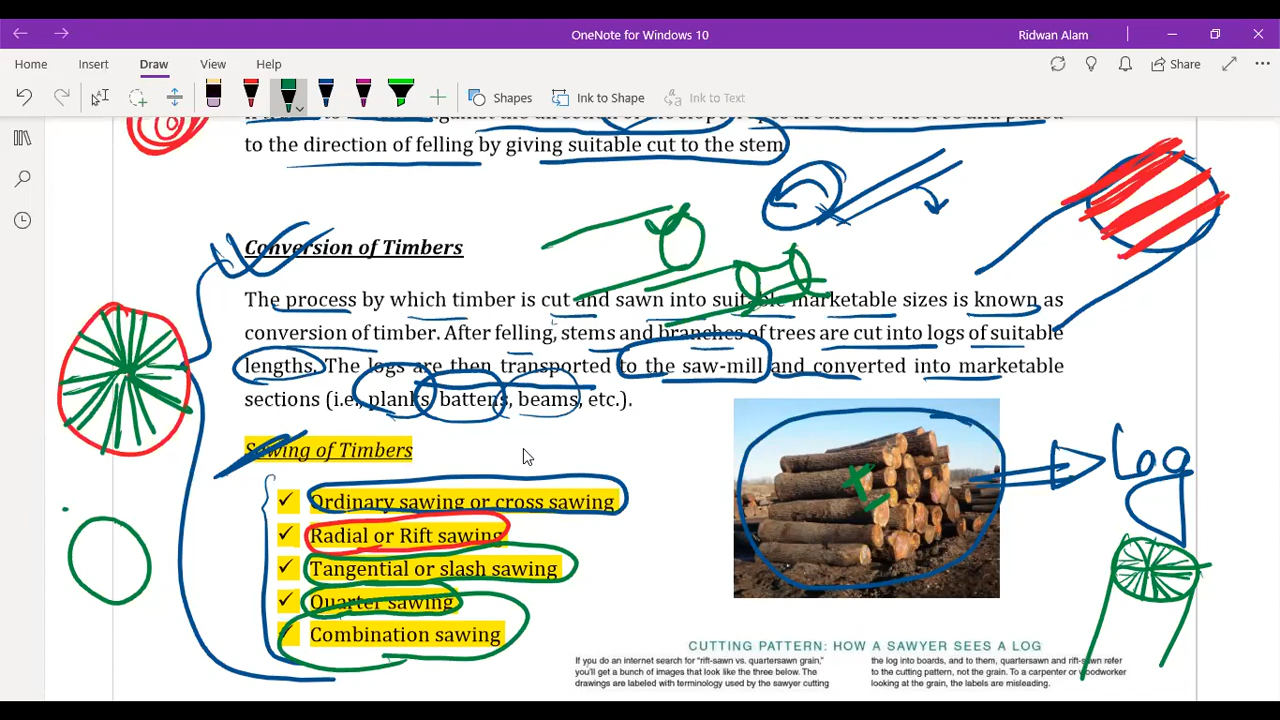 OneNote for Windows 10
Ridwan Alam
Home Insert Draw View Help
Share
Shapes Ink to Shape Ink to Text
to the direction of felling by giving suitable cut to the stem
Conversion of Timbers
The process by which timber is cut and sawn into suitable marketable sizes is known as
conversion of timber. After felling, stems and branches of trees are cut into logs of suitable
lengths. The logs are then transported to the saw-mill and converted into marketable
sections (i.e., planks, battens, beams, etc.).
Sawing of Timbers
✓ Ordinary sawing or cross sawing
✓ Radial or Rift sawing
✓ Tangential or slash sawing
✓ Quarter sawing
✓ Combination sawing
Log
CUTTING PATTERN: HOW A SAWYER SEES A LOG
If you do an internet search for "rift-sawn vs. quartersawn grain,"
you'll get a bunch of images that look like the three below. The
drawings are labeled with terminology used by the sawyer cutting
the log into boards, and to them, quartersawn and rift-sawn refer
to the cutting pattern, not the grain. To a carpenter or woodworker
looking at the grain, the labels are misleading.